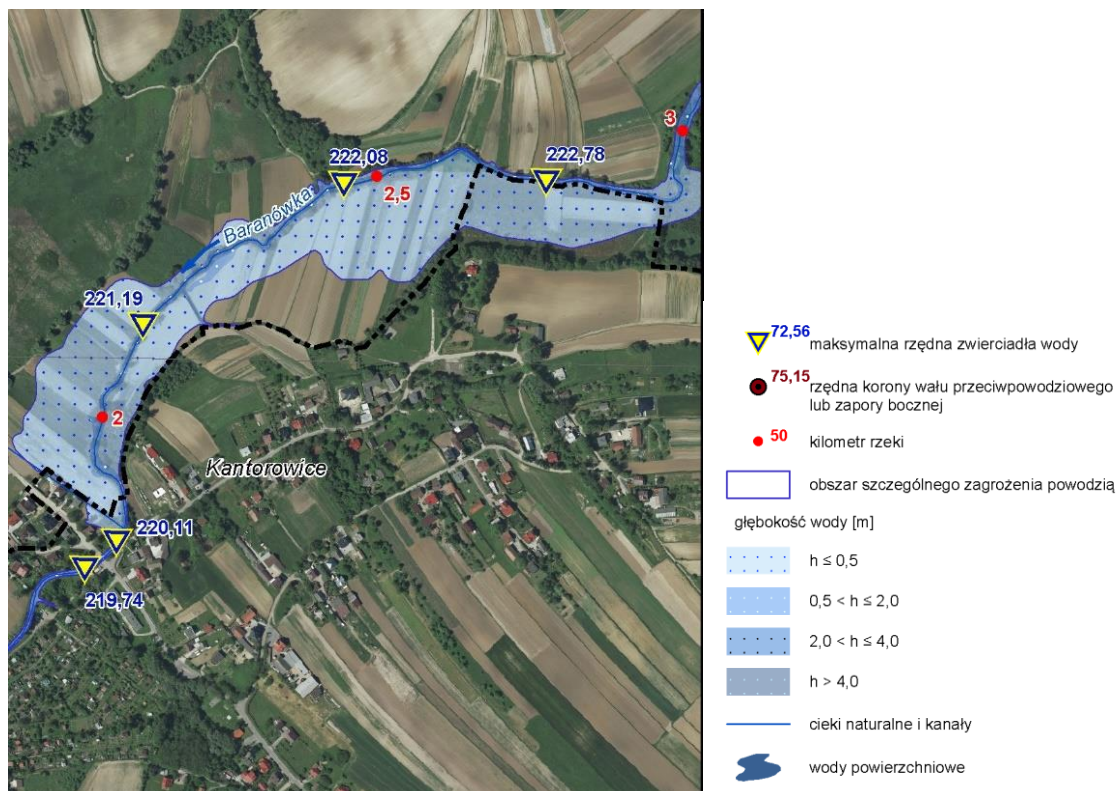 3
222,08
222,78
2,5
Baranówka
221,19
2
Kantorowice
220,11
219,74
72,56
maksymalna rzędna zwierciadła wody
75,15
rzędna korony wału przeciwpowodziowego
lub zapory bocznej
50
kilometr rzeki
obszar szczególnego zagrożenia powodzią
głębokość wody [m]
h ≤ 0,5
0,5 < h ≤ 2,0
2,0 < h ≤ 4,0
h > 4,0
cieki naturalne i kanały
wody powierzchniowe